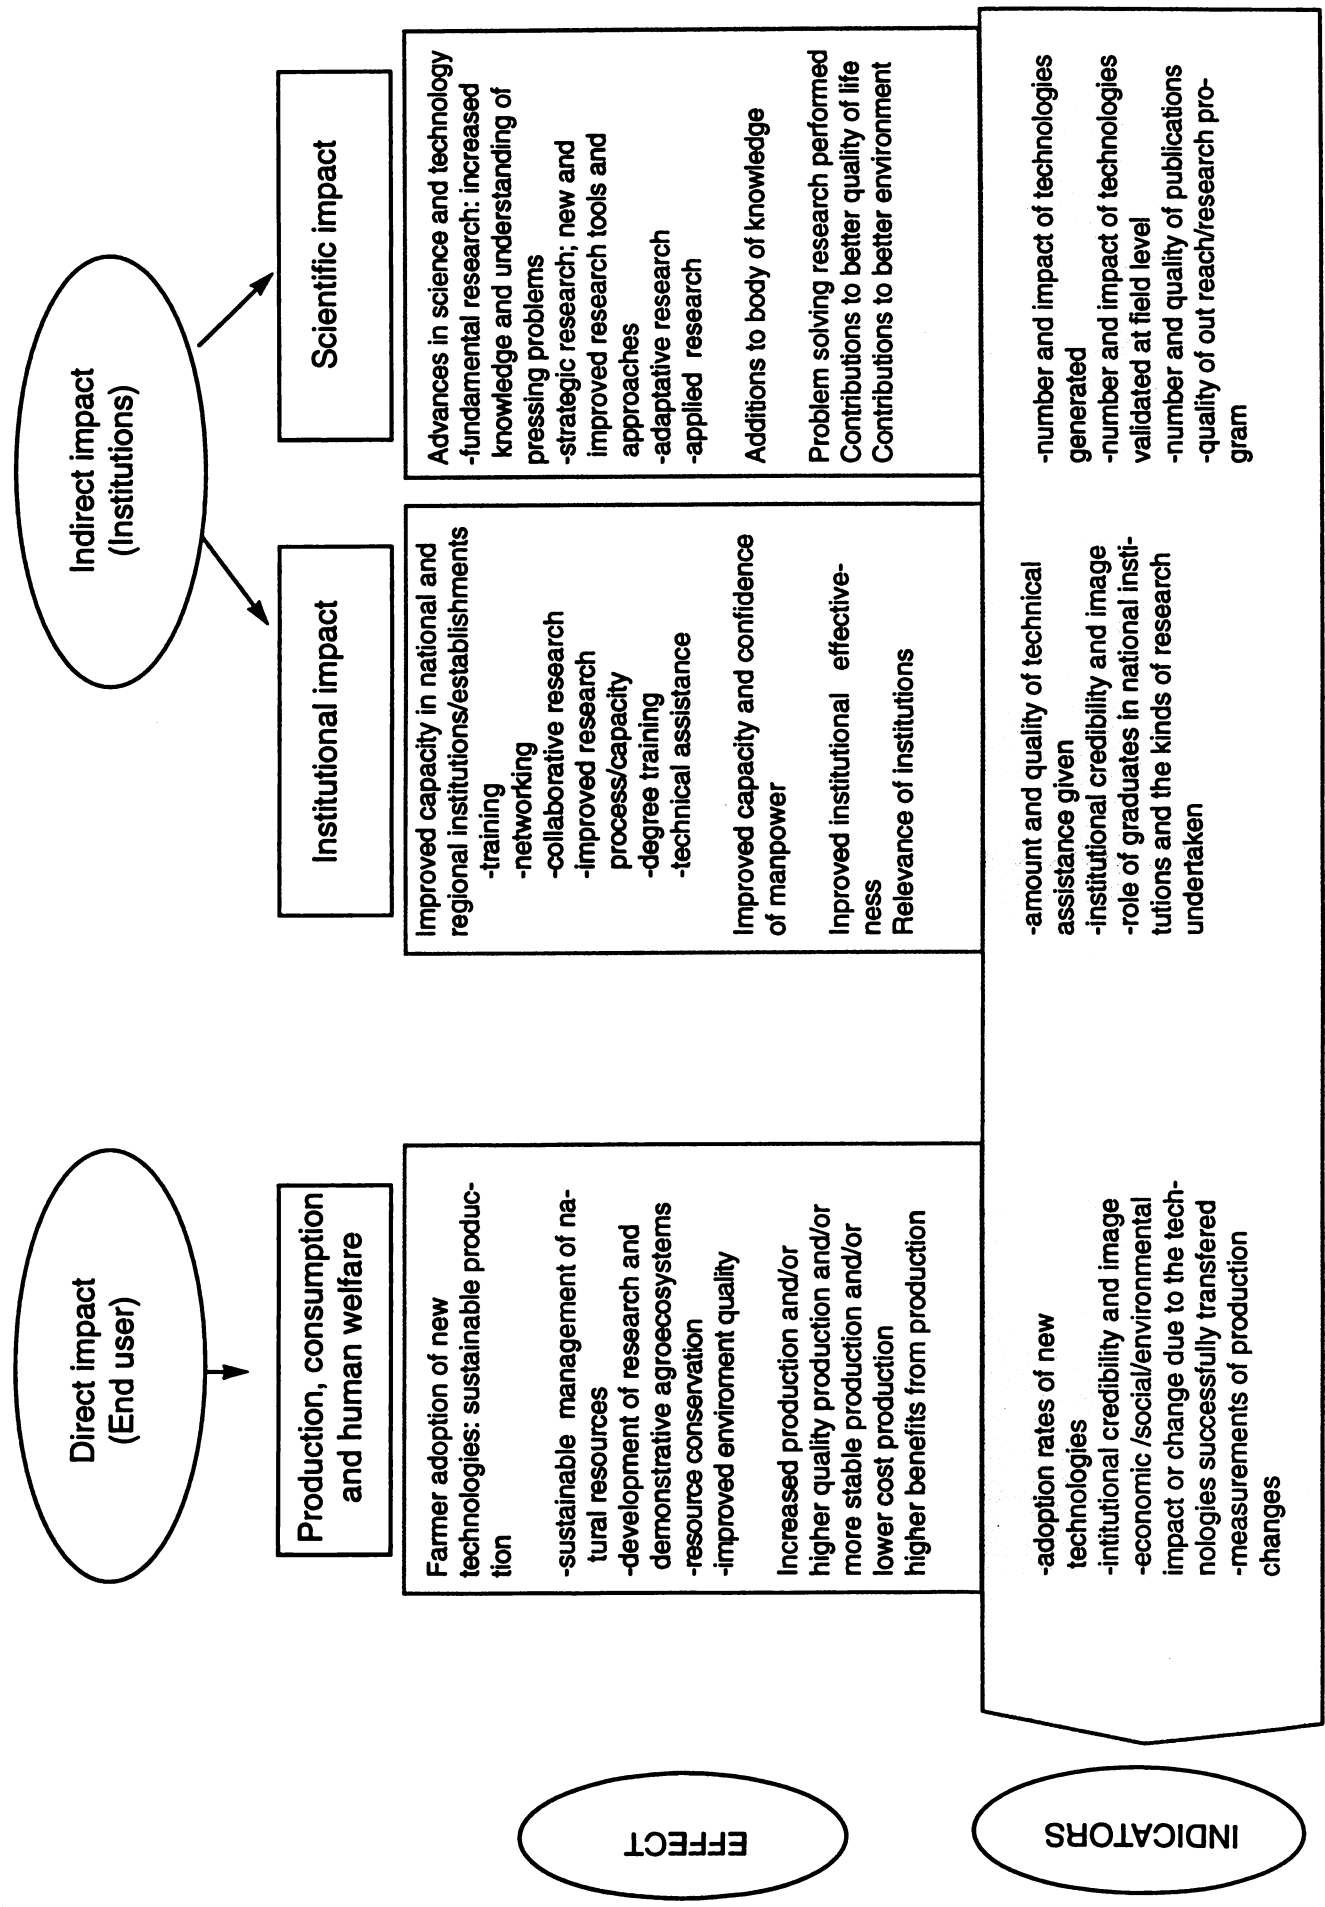 Direct impact
(End user)
Indirect impact
(Institutions)
Production, consumption
and human welfare
Institutional impact
Scientific impact
EFFECT
Farmer adoption of new
technologies: sustainable produc-
tion
-sustainable management of na-
tural resources
-development of research and
demonstrative agroecosystems
-resource conservation
-improved enviroment quality
Increased production and/or
higher quality production and/or
more stable production and/or
lower cost production
higher benefits from production
Improved capacity in national and
regional institutions/establishments
-training
-networking
-collaborative research
-improved research
process/capacity
-degree training
-technical assistance
Improved capacity and confidence
of manpower
Inproved institutional effective-
ness
Relevance of institutions
Advances in science and technology
-fundamental research: increased
knowledge and understanding of
pressing problems
-strategic research; new and
improved research tools and
approaches
-adaptative research
-applied research
Additions to body of knowledge
Problem solving research performed
Contributions to better quality of life
Contributions to better environment
INDICATORS
-adoption rates of new
technologies
-intitutional credibility and image
-economic /social/environmental
impact or change due to the tech-
nologies successfully transfered
-measurements of production
changes
-amount and quality of technical
assistance given
-institutional credibility and image
-role of graduates in national insti-
tutions and the kinds of research
undertaken
-number and impact of technologies
generated
-number and impact of technologies
validated at field level
-number and quality of publications
-quality of out reach/research pro-
gram